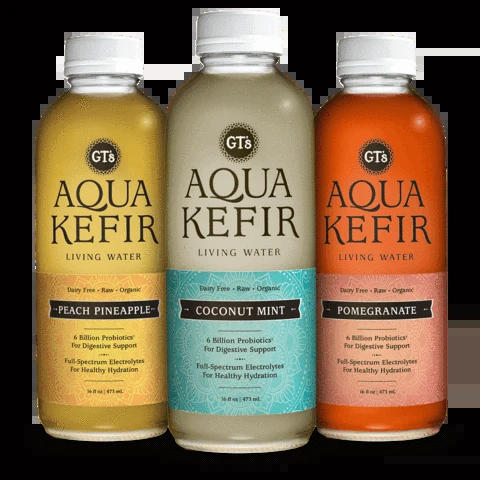 GT's
AQUA
KEFIR
LIVING WATER
Dairy Free • Raw • Organic
PEACH PINEAPPLE
6 Billion Probiotics
For Digestive Support
Full-Spectrum Electrolytes
For Healthy Hydration
16 fl oz | 473 mL
GT's
AQUA
KEFIR
LIVING WATER
Dairy Free • Raw • Organic
COCONUT MINT
6 Billion Probiotics
For Digestive Support
Full-Spectrum Electrolytes
For Healthy Hydration
16 fl oz | 473 mL
GT's
AQUA
KEFIR
LIVING WATER
Dairy Free • Raw • Organic
POMEGRANATE
6 Billion Probiotics
For Digestive Support
Full-Spectrum Electrolytes
For Healthy Hydration
16 fl oz | 473 mL